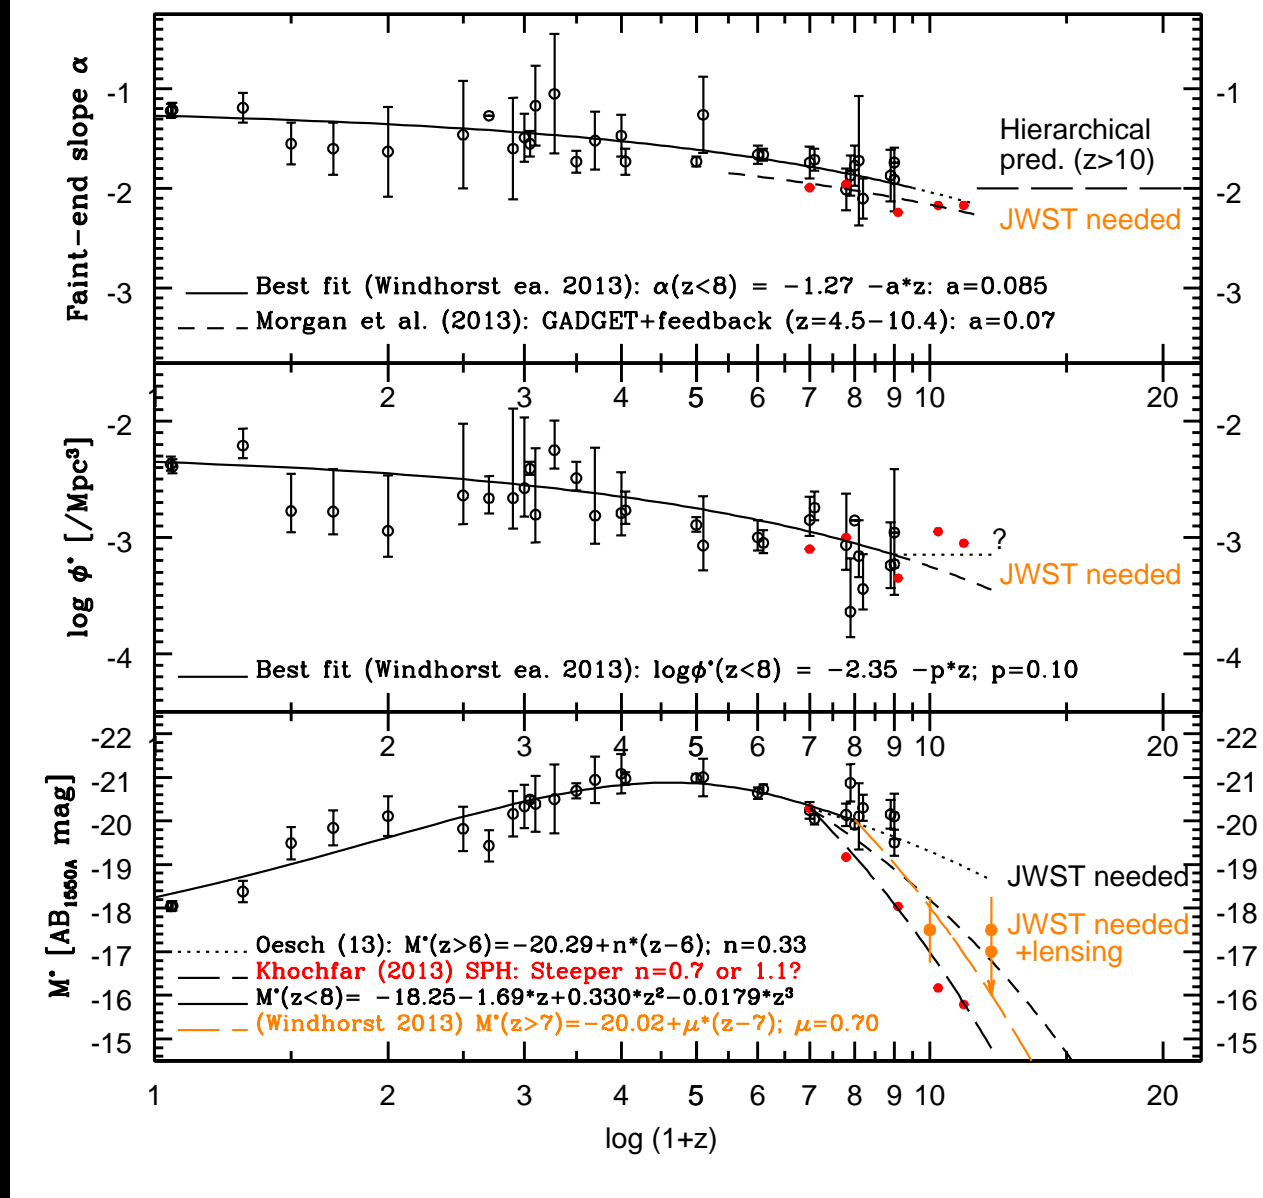 Faint-end slope α
-1
-2
-3
-1
-2
-3
Hierarchical
pred. (z>10)
JWST needed
Best fit (Windhorst ea. 2013): α(z<8) = -1.27 -a*z: a=0.085
Morgan et al. (2013): GADGET+feedback (z=4.5-10.4): a=0.07
1 2 3 4 5 6 7 8 9 10 20
log ϕ* [/Mpc³]
-2
-3
-4
-2
-3
-4
?
JWST needed
Best fit (Windhorst ea. 2013): logϕ*(z<8) = -2.35 -p*z; p=0.10
1 2 3 4 5 6 7 8 9 10 20
M* [AB1550A mag]
-22
-21
-20
-19
-18
-17
-16
-15
-22
-21
-20
-19
-18
-17
-16
-15
JWST needed
JWST needed
+lensing
Oesch (13): M*(z>6)=-20.29+n*(z-6); n=0.33
Khochfar (2013) SPH: Steeper n=0.7 or 1.1?
M*(z<8)= -18.25-1.69*z+0.330*z²-0.0179*z³
(Windhorst 2013) M*(z>7)=-20.02+μ*(z-7); μ=0.70
1 2 3 4 5 6 7 8 9 10 20
log (1+z)